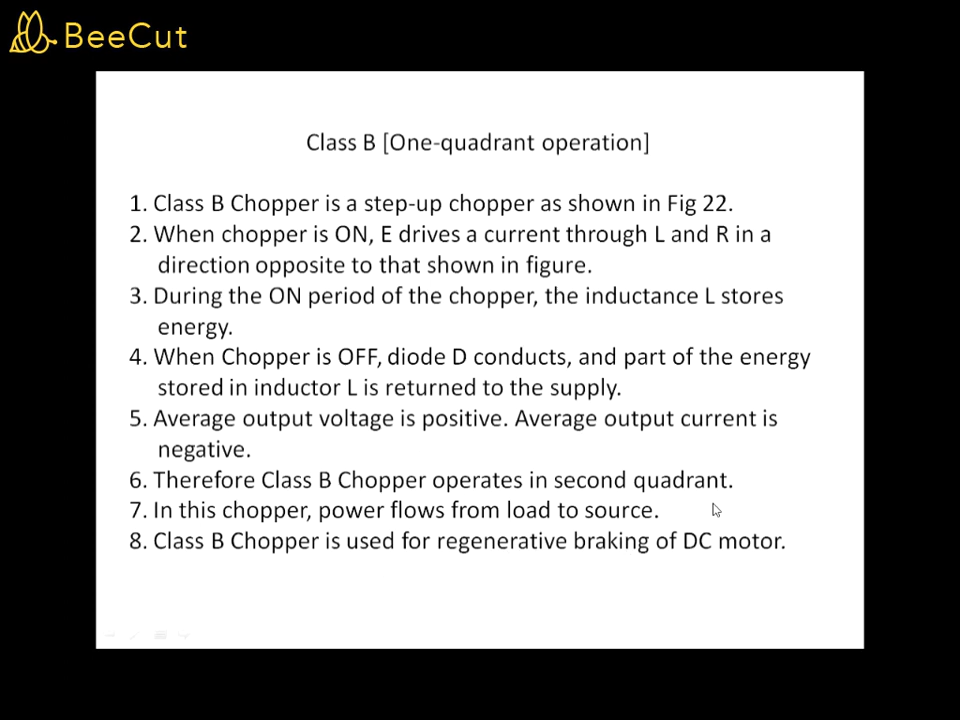 BeeCut
Class B [One-quadrant operation]
1. Class B Chopper is a step-up chopper as shown in Fig 22.
2. When chopper is ON, E drives a current through L and R in a
direction opposite to that shown in figure.
3. During the ON period of the chopper, the inductance L stores
energy.
4. When Chopper is OFF, diode D conducts, and part of the energy
stored in inductor L is returned to the supply.
5. Average output voltage is positive. Average output current is
negative.
6. Therefore Class B Chopper operates in second quadrant.
7. In this chopper, power flows from load to source.
8. Class B Chopper is used for regenerative braking of DC motor.